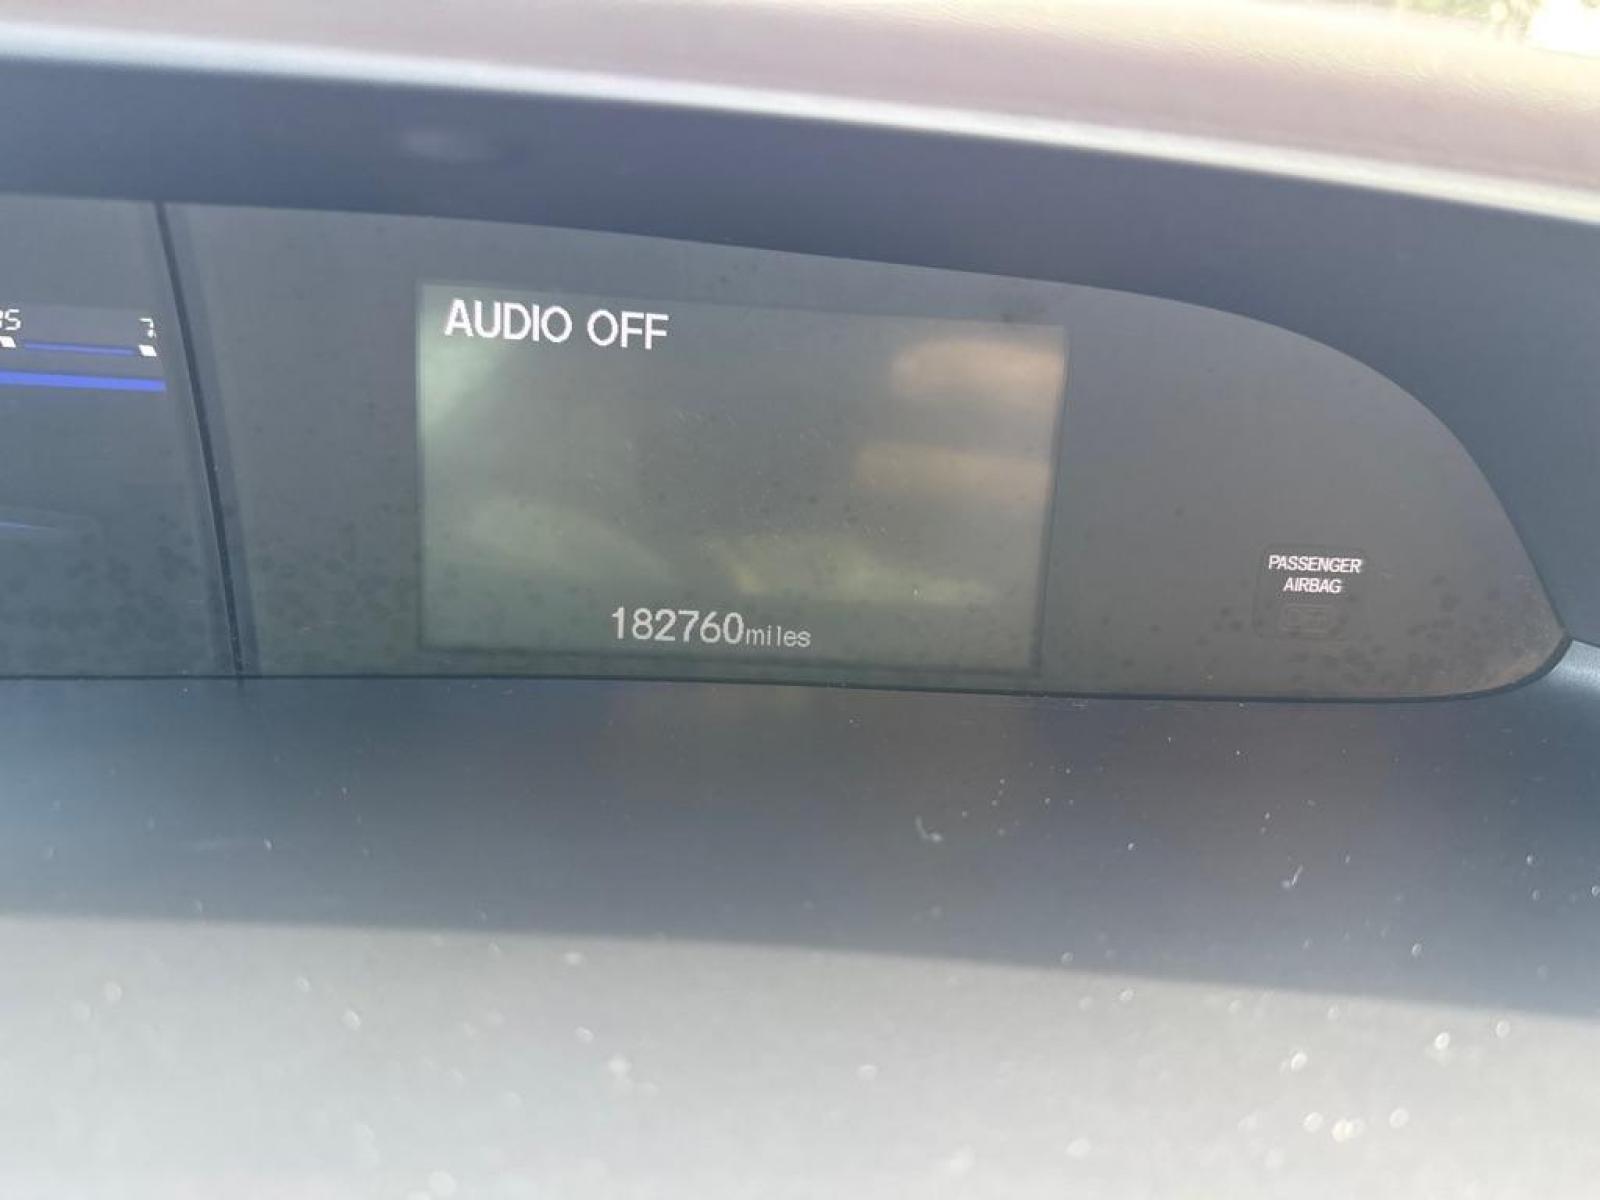 AUDIO OFF
182760miles
PASSENGER
AIRBAG